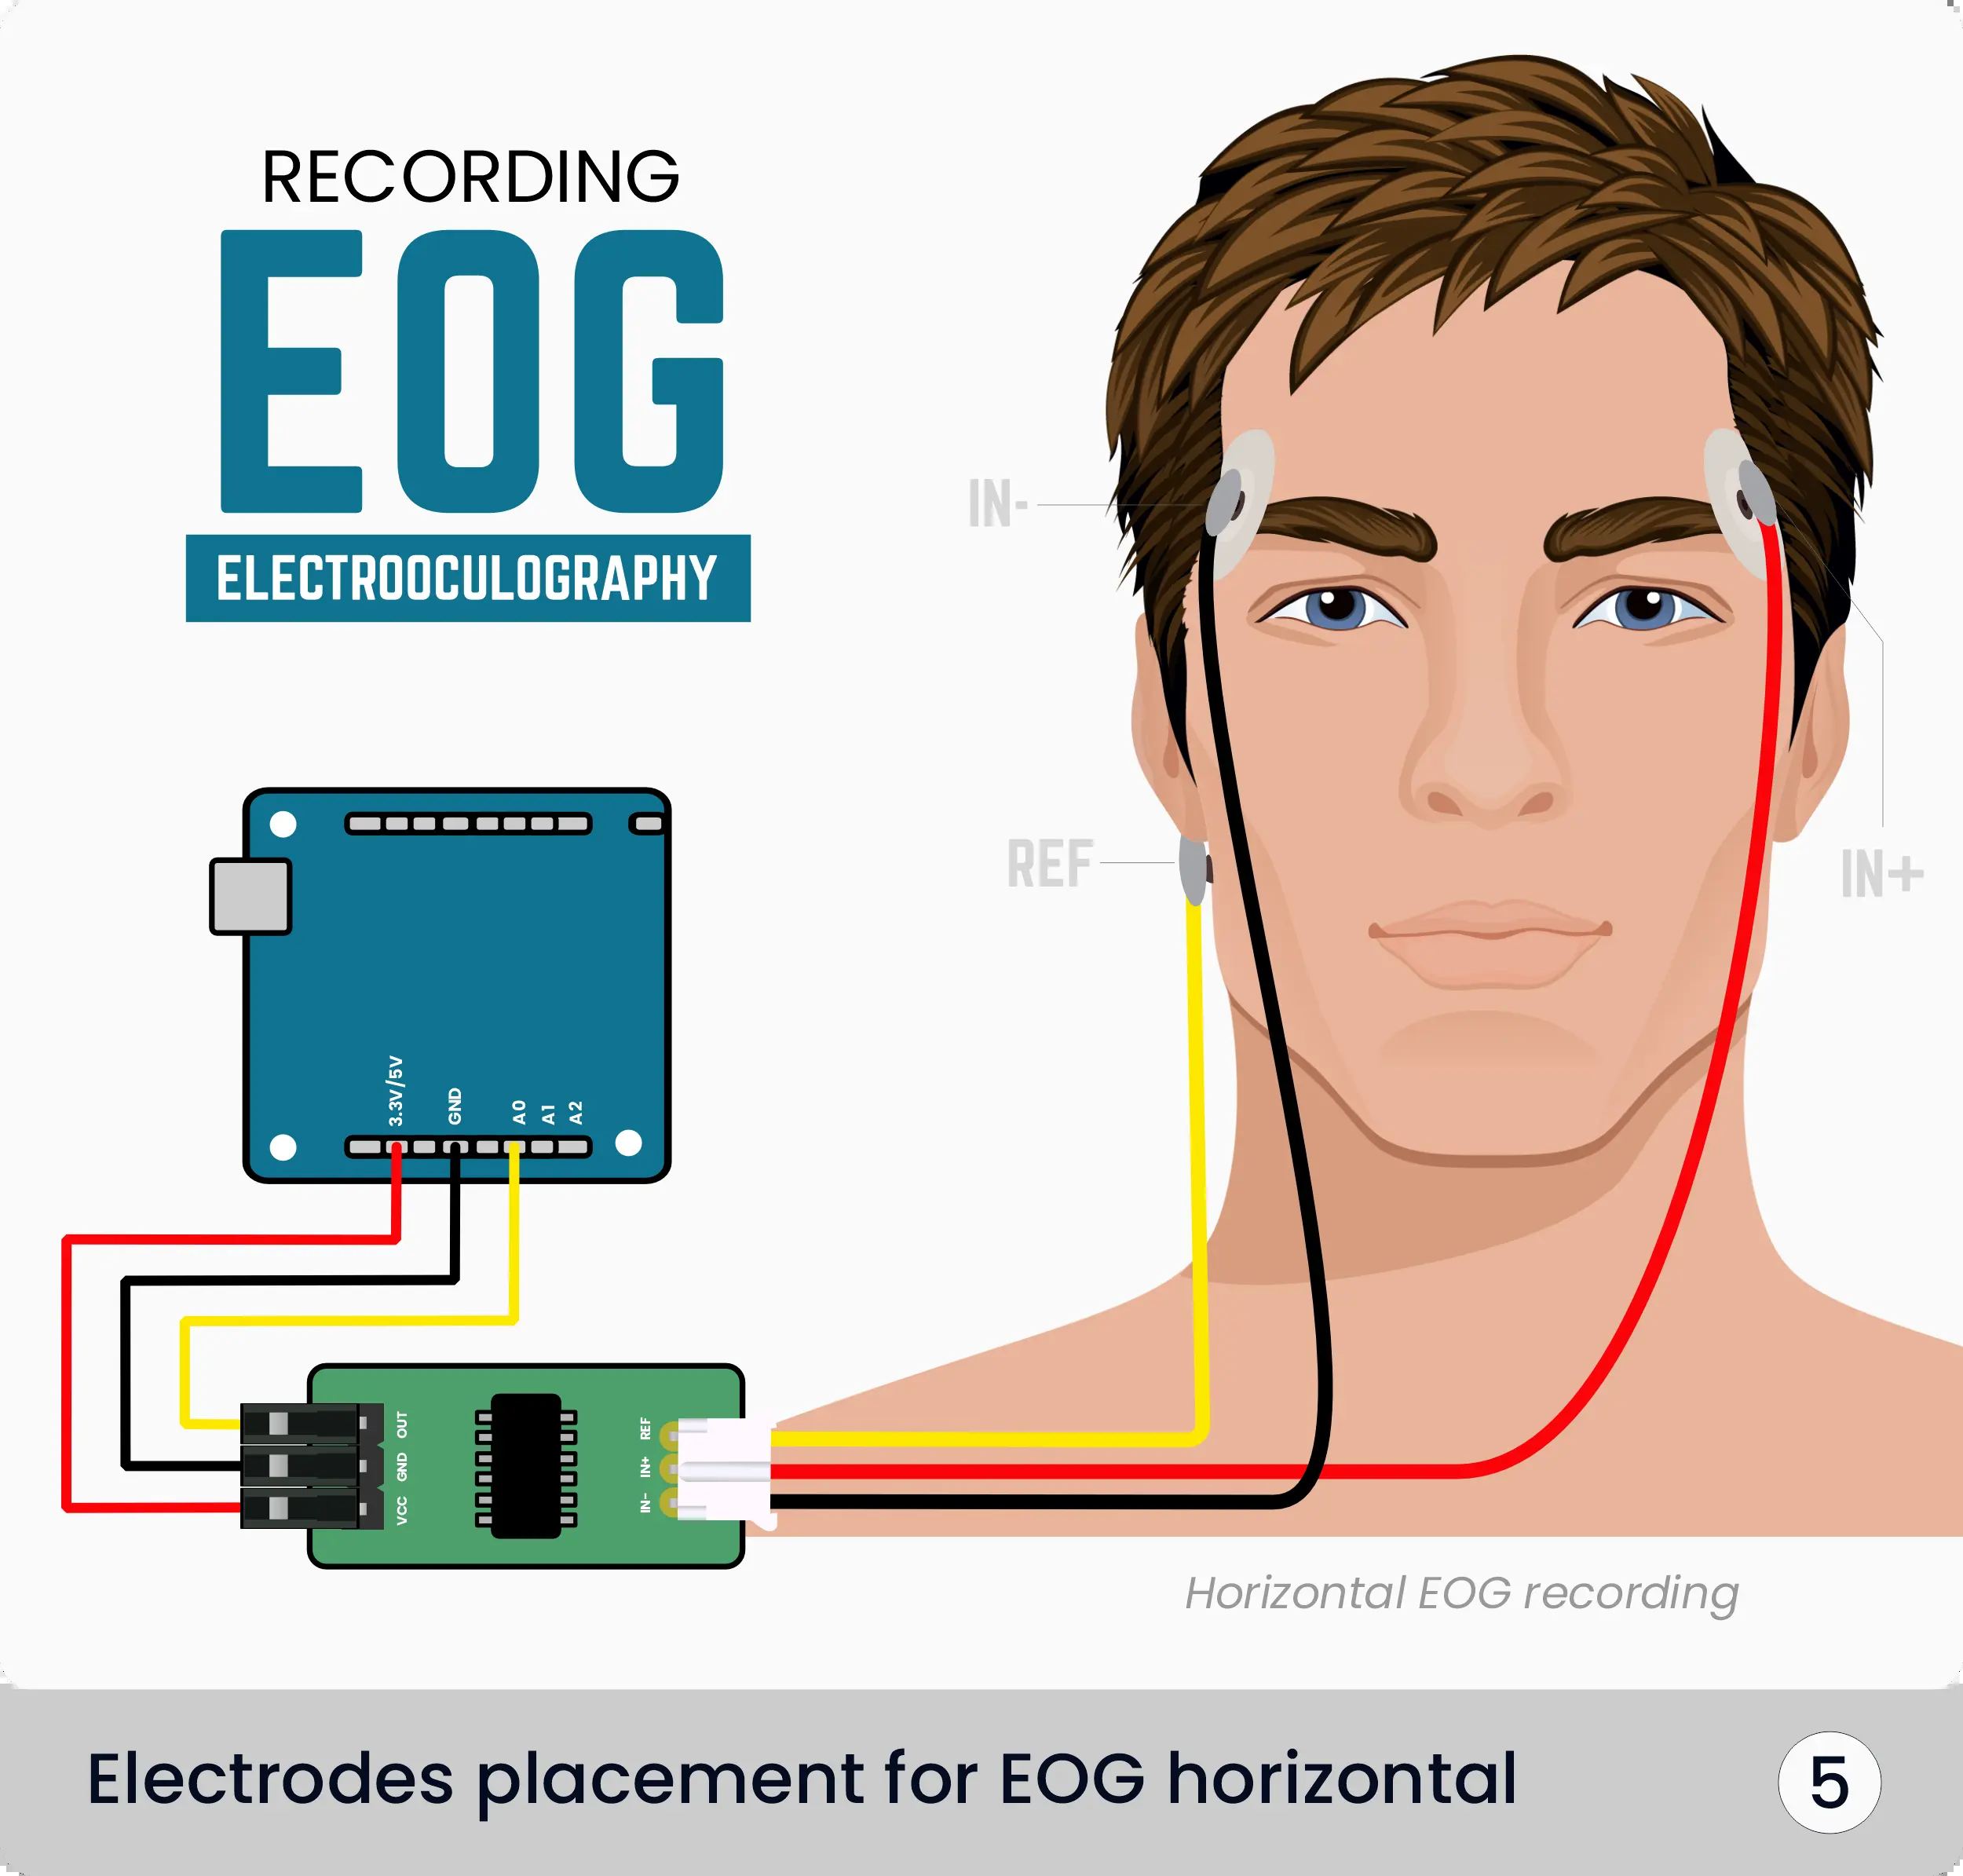 RECORDING
EOG
ELECTROOCULOGRAPHY
IN-
REF
IN+
3.3V/5V
GND
A0
A1
A2
OUT
GND
VCC
REF
IN+
IN-
Horizontal EOG recording
Electrodes placement for EOG horizontal
5